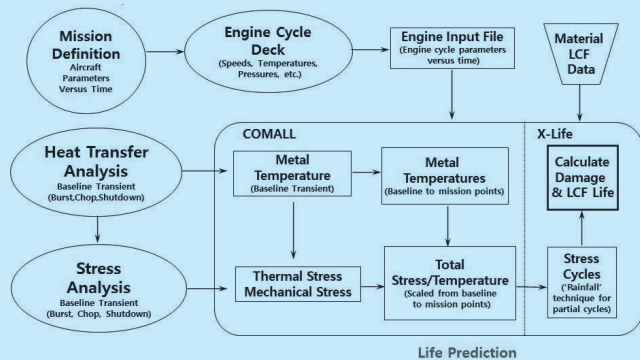 Mission
Definition
Aircraft
Parameters
Versus Time
Engine Cycle
Deck
(Speeds, Temperatures,
Pressures, etc.)
Engine Input File
(Engine cycle parameters
versus time)
Material
LCF
Data
COMALL
X-Life
Heat Transfer
Analysis
Baseline Transient
(Burst,Chop,Shutdown)
Metal
Temperature
(Baseline Transient)
Metal
Temperatures
(Baseline to mission points)
Calculate
Damage
& LCF Life
Stress
Analysis
Baseline Transient
(Burst, Chop, Shutdown)
Thermal Stress
Mechanical Stress
Total
Stress/Temperature
(Scaled from baseline
to mission points)
Stress
Cycles
('Rainfall'
technique for
partial cycles)
Life Prediction